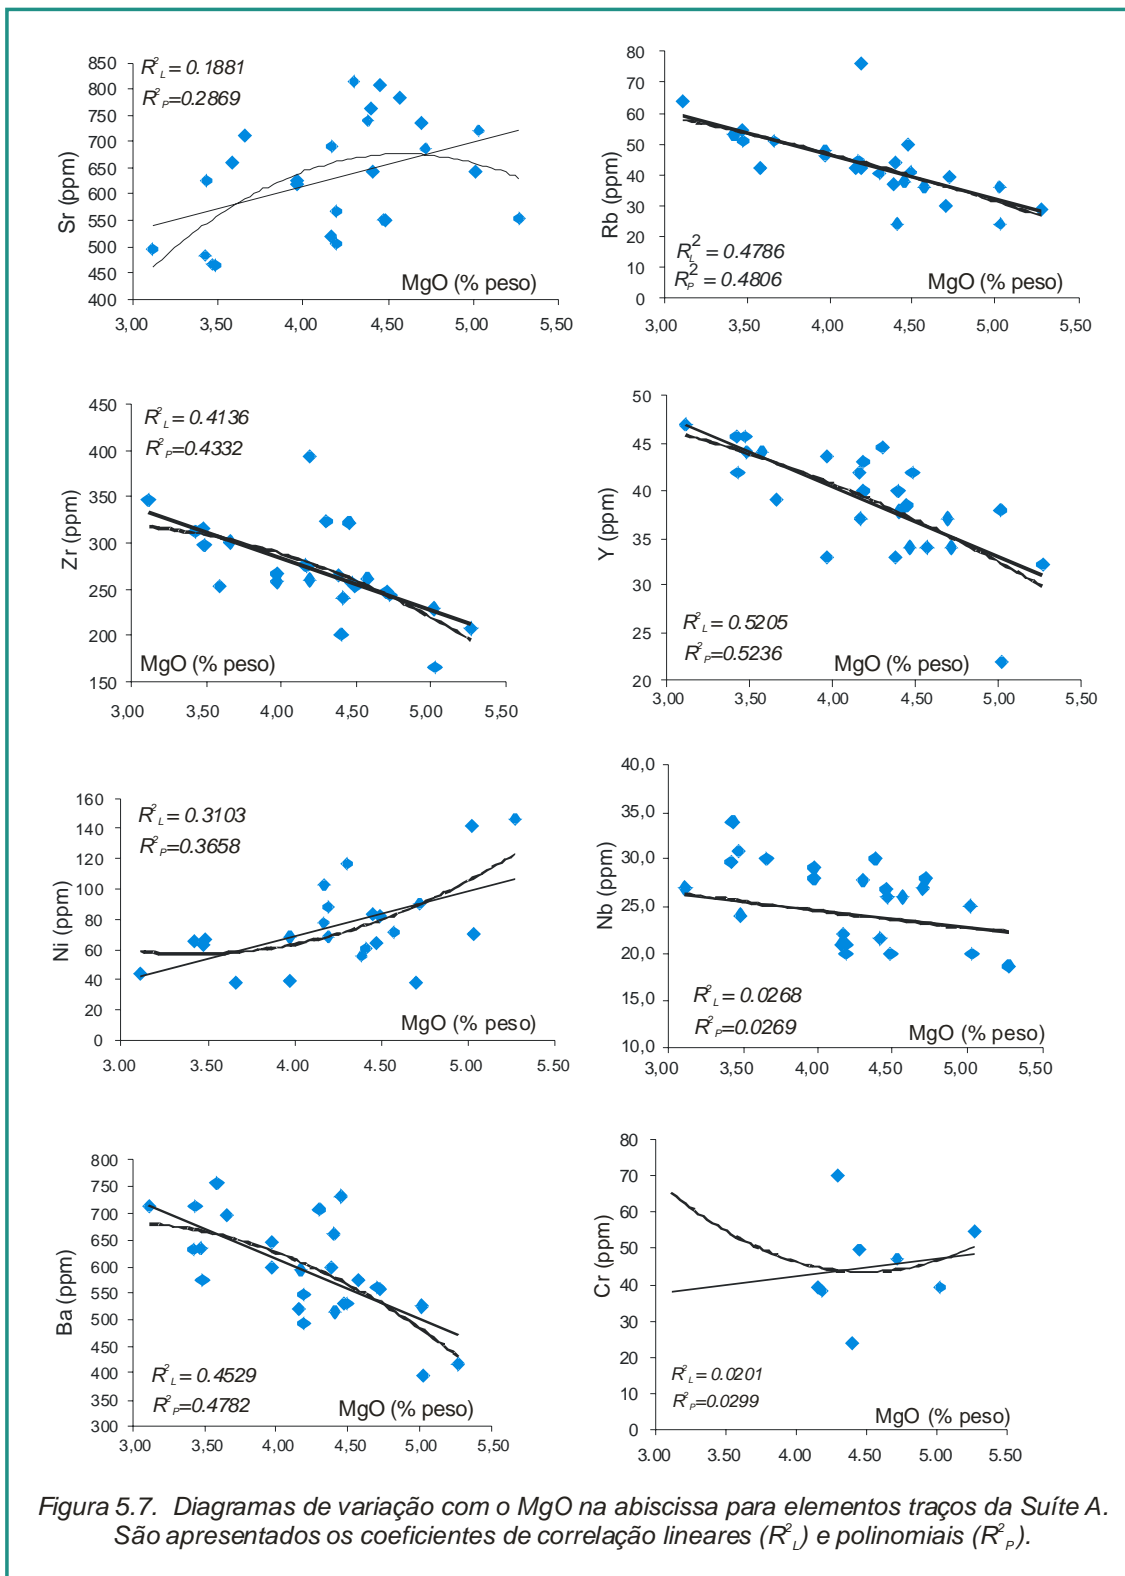 R²L = 0.1881
R²P=0.2869
850
800
750
700
650
600
550
500
450
400
Sr (ppm)
MgO (% peso)
3,00 3,50 4,00 4,50 5,00 5,50
80
70
60
50
40
30
20
10
0
Rb (ppm)
R²L = 0.4786
R²P = 0.4806
MgO (% peso)
3,00 3,50 4,00 4,50 5,00 5,50
R²L = 0.4136
R²P=0.4332
450
400
350
300
250
200
150
Zr (ppm)
MgO (% peso)
3,00 3,50 4,00 4,50 5,00 5,50
50
45
40
35
30
25
20
Y (ppm)
R²L = 0.5205
R²P=0.5236
MgO (% peso)
3,00 3,50 4,00 4,50 5,00 5,50
R²L = 0.3103
R²P=0.3658
160
140
120
100
80
60
40
20
0
Ni (ppm)
MgO (% peso)
3.00 3.50 4.00 4.50 5.00 5.50
40,0
35,0
30,0
25,0
20,0
15,0
10,0
Nb (ppm)
R²L = 0.0268
R²P=0.0269
MgO (% peso)
3,00 3,50 4,00 4,50 5,00 5,50
800
750
700
650
600
550
500
450
400
350
300
Ba (ppm)
R²L = 0.4529
R²P=0.4782
MgO (% peso)
3,00 3,50 4,00 4,50 5,00 5,50
80
70
60
50
40
30
20
10
0
Cr (ppm)
R²L = 0.0201
R²P=0.0299
MgO (% peso)
3.00 3.50 4.00 4.50 5.00 5.50
Figura 5.7. Diagramas de variação com o MgO na abiscissa para elementos traços da Suíte A.
São apresentados os coeficientes de correlação lineares (R²L) e polinomiais (R²P).